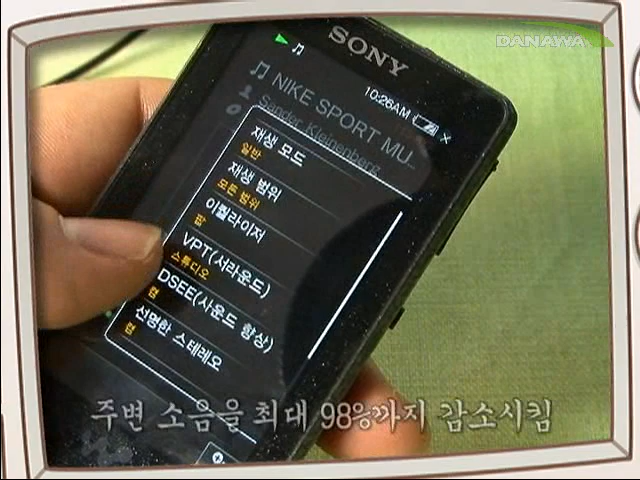 DANAWA
SONY
10:26AM
NIKE SPORT MU...
Sander Kleinenberg
재생 모드
일반
재생 범위
모든 범위
이퀄라이저
팝
VPT(서라운드)
스튜디오
DSEE(사운드 향상)
켬
선명한 스테레오
켬
주변 소음을 최대 98%까지 감소시킴